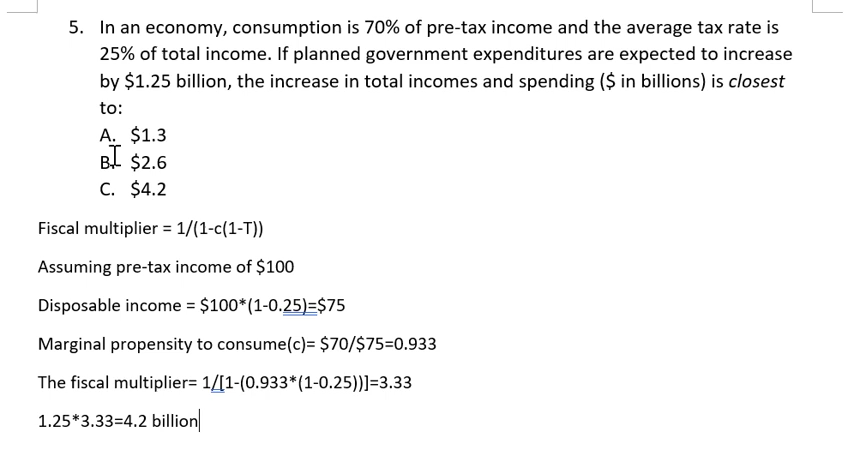 5. In an economy, consumption is 70% of pre-tax income and the average tax rate is
25% of total income. If planned government expenditures are expected to increase
by $1.25 billion, the increase in total incomes and spending ($ in billions) is closest
to:
A. $1.3
B. $2.6
C. $4.2
Fiscal multiplier = 1/(1-c(1-T))
Assuming pre-tax income of $100
Disposable income = $100*(1-0.25)=$75
Marginal propensity to consume(c)= $70/$75=0.933
The fiscal multiplier= 1/[1-(0.933*(1-0.25))]=3.33
1.25*3.33=4.2 billion